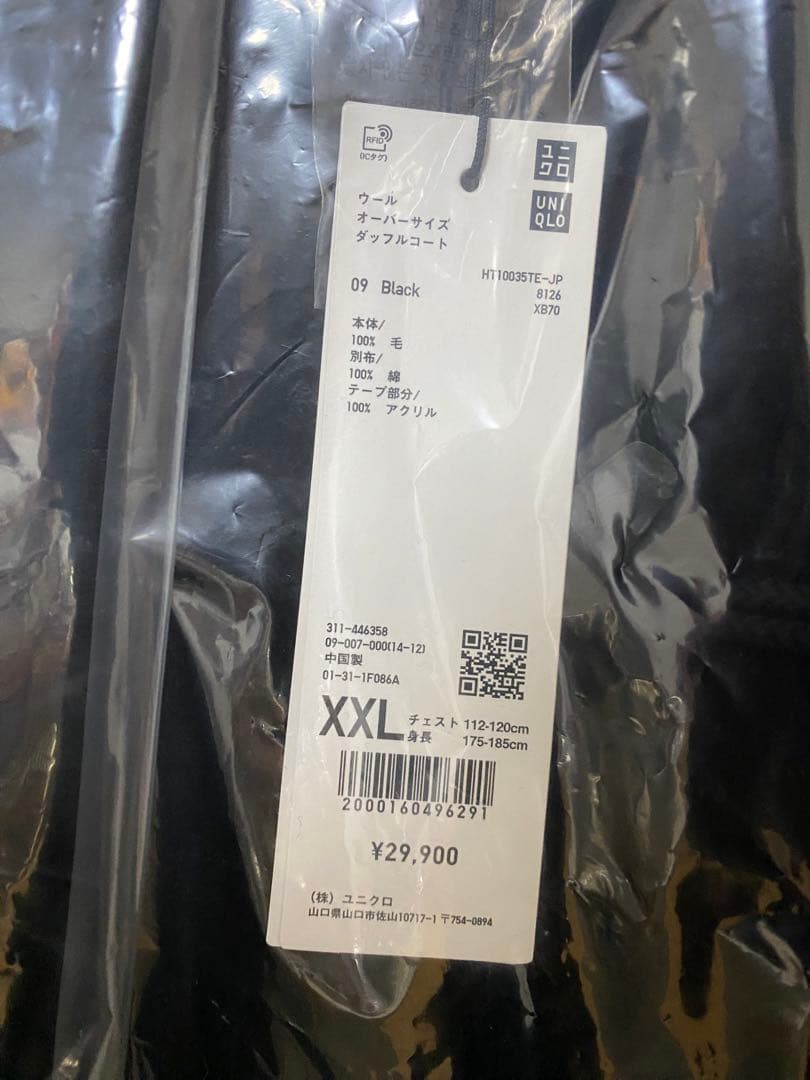 RFID
(ICタグ)
ユニ
クロ
UNI
QLO
ウール
オーバーサイズ
ダッフルコート
09 Black
HT10035TE-JP
8126
XB70
本体/
100% 毛
別布/
100% 綿
テープ部分/
100% アクリル
311-446358
09-007-000(14-12)
中国製
01-31-1F086A
XXL チェスト 112-120cm
身長 175-185cm
2000160496291
¥29,900
(株) ユニクロ
山口県山口市佐山10717-1 〒754-0894